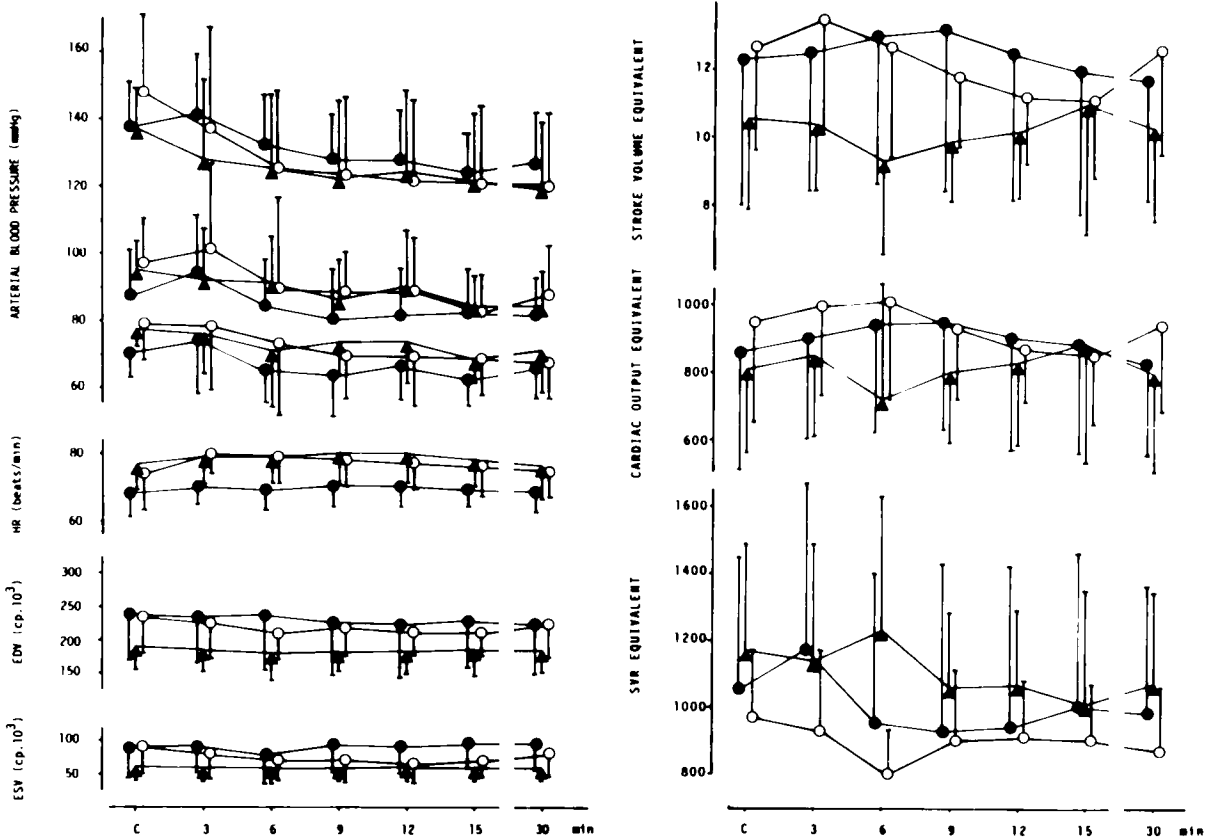 ARTERIAL BLOOD PRESSURE (mmHg)
160
140
120
100
80
60
HR (beats/min)
80
60
EDV (cp.10³)
300
250
200
150
ESV (cp.10³)
100
50
C 3 6 9 12 15 30 min
STROKE VOLUME EQUIVALENT
12
10
8
CARDIAC OUTPUT EQUIVALENT
1000
800
600
SVR EQUIVALENT
1600
1400
1200
1000
800
C 3 6 9 12 15 30 min